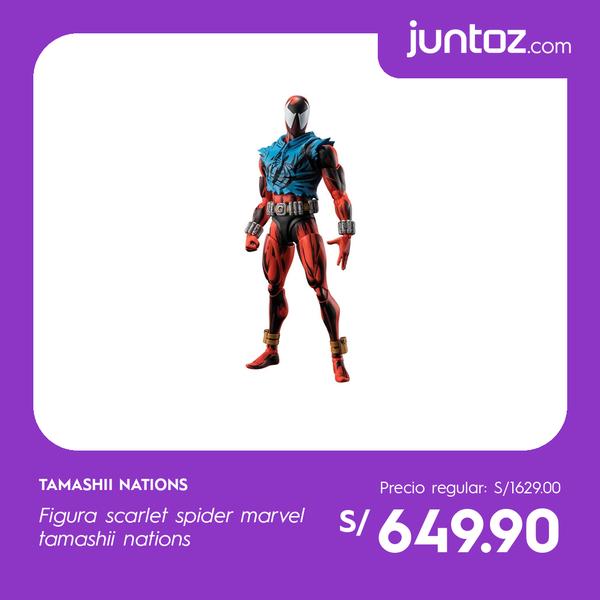 juntoz.com
TAMASHII NATIONS
Figura scarlet spider marvel
tamashii nations
Precio regular: S/1629.00
S/ 649.90